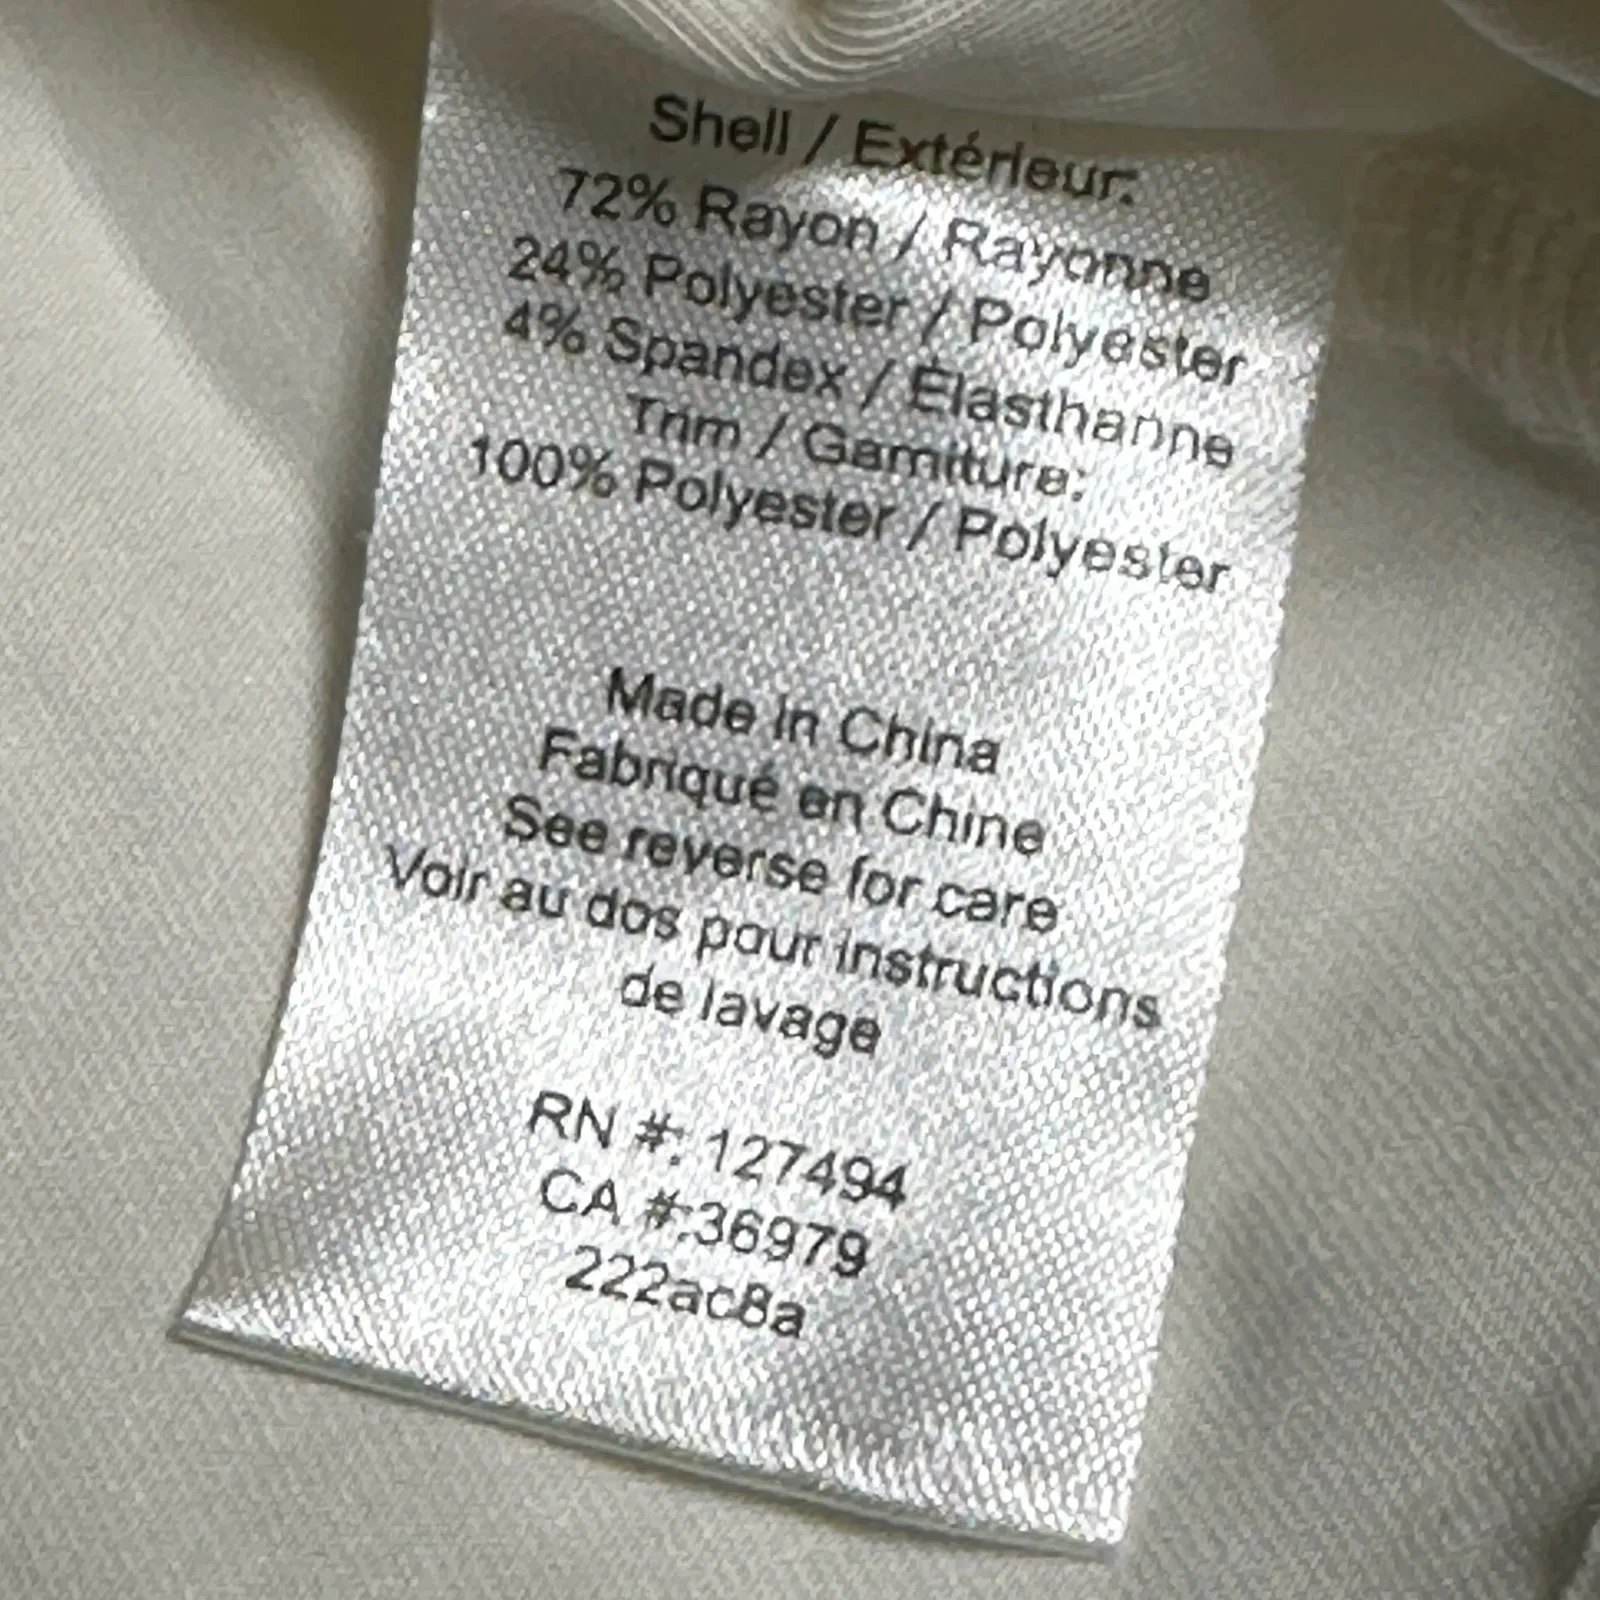 Shell / Extérieur:
72% Rayon / Rayonne
24% Polyester / Polyester
4% Spandex / Élasthanne
Trim / Garniture:
100% Polyester / Polyester
Made in China
Fabriqué en Chine
See reverse for care
Voir au dos pour instructions
de lavage
RN #: 127494
CA #:36979
222ac8a